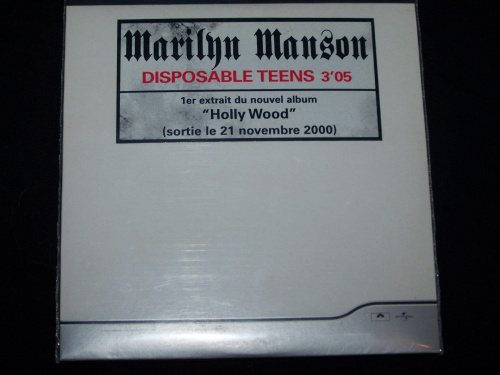 Marilyn Manson
DISPOSABLE TEENS 3'05
1er extrait du nouvel album
"Holly Wood"
(sortie le 21 novembre 2000)